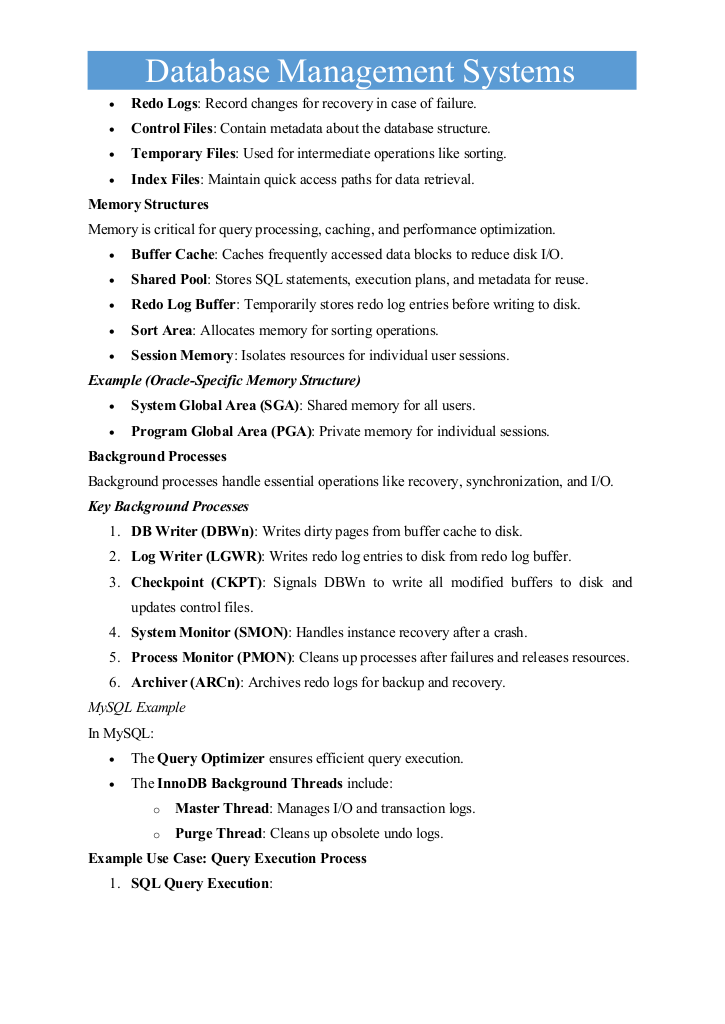 Database Management Systems
• Redo Logs: Record changes for recovery in case of failure.
• Control Files: Contain metadata about the database structure.
• Temporary Files: Used for intermediate operations like sorting.
• Index Files: Maintain quick access paths for data retrieval.
Memory Structures
Memory is critical for query processing, caching, and performance optimization.
• Buffer Cache: Caches frequently accessed data blocks to reduce disk I/O.
• Shared Pool: Stores SQL statements, execution plans, and metadata for reuse.
• Redo Log Buffer: Temporarily stores redo log entries before writing to disk.
• Sort Area: Allocates memory for sorting operations.
• Session Memory: Isolates resources for individual user sessions.
Example (Oracle-Specific Memory Structure)
• System Global Area (SGA): Shared memory for all users.
• Program Global Area (PGA): Private memory for individual sessions.
Background Processes
Background processes handle essential operations like recovery, synchronization, and I/O.
Key Background Processes
1. DB Writer (DBWn): Writes dirty pages from buffer cache to disk.
2. Log Writer (LGWR): Writes redo log entries to disk from redo log buffer.
3. Checkpoint (CKPT): Signals DBWn to write all modified buffers to disk and
updates control files.
4. System Monitor (SMON): Handles instance recovery after a crash.
5. Process Monitor (PMON): Cleans up processes after failures and releases resources.
6. Archiver (ARCn): Archives redo logs for backup and recovery.
MySQL Example
In MySQL:
• The Query Optimizer ensures efficient query execution.
• The InnoDB Background Threads include:
o Master Thread: Manages I/O and transaction logs.
o Purge Thread: Cleans up obsolete undo logs.
Example Use Case: Query Execution Process
1. SQL Query Execution: